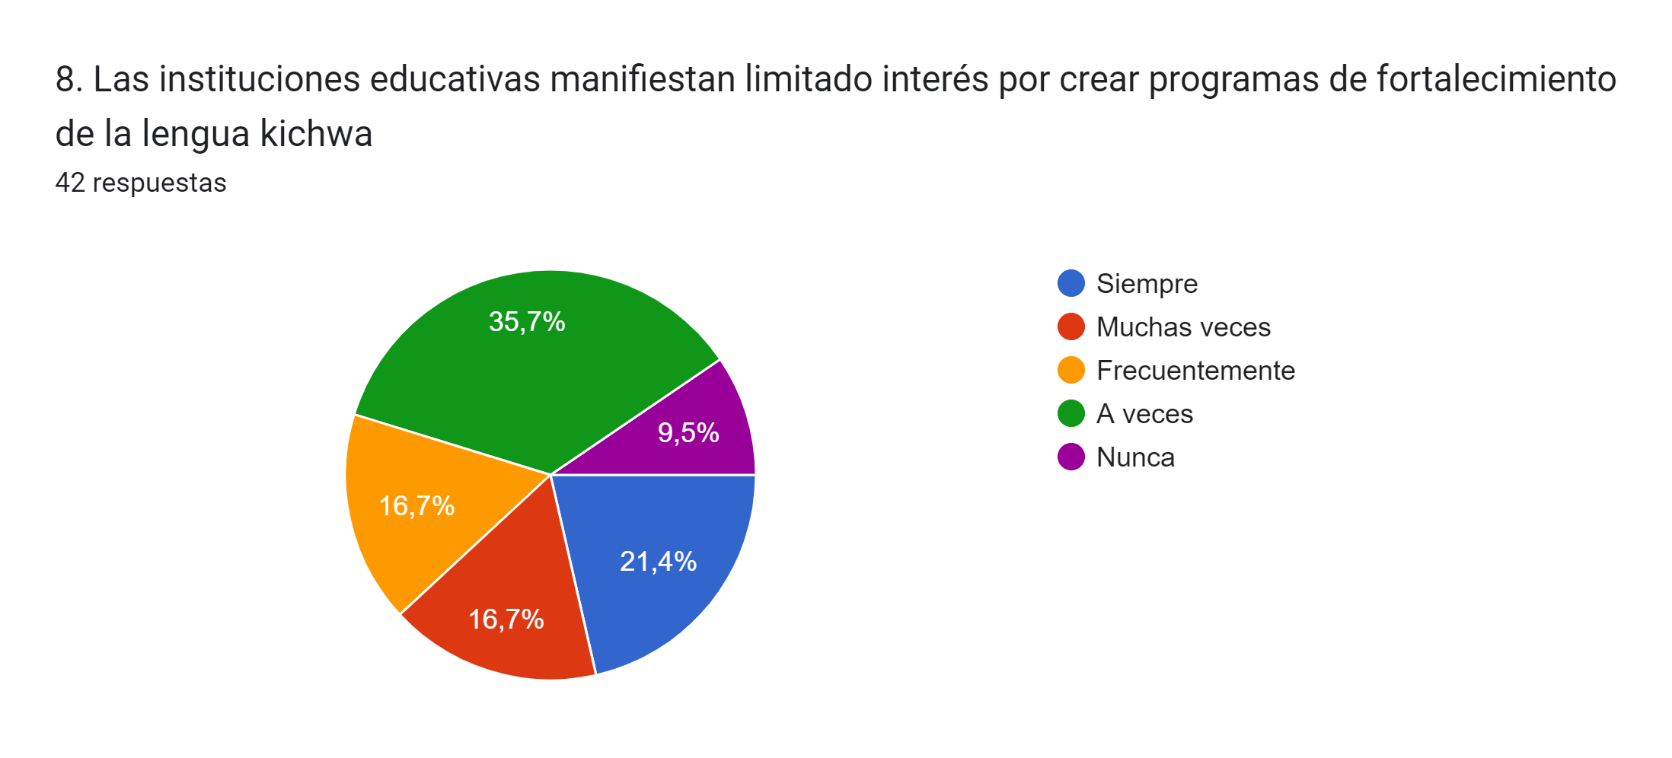 8. Las instituciones educativas manifiestan limitado interés por crear programas de fortalecimiento
de la lengua kichwa
42 respuestas
35,7%
9,5%
16,7%
21,4%
16,7%
Siempre
Muchas veces
Frecuentemente
A veces
Nunca